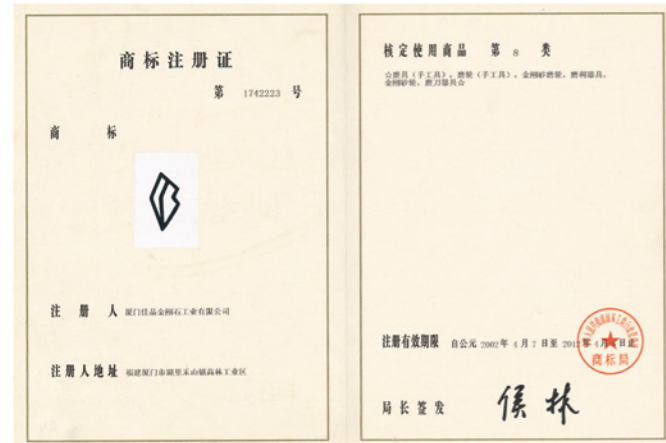 商标注册证
第 1742223 号
商 标
注 册 人 厦门佳品金刚石工业有限公司
注册人地址 福建厦门市湖里禾山镇高林工业区
核定使用商品 第 8 类
☆磨具（手工具），磨轮（手工具），金刚砂磨轮，磨利器具，
金刚砂轮，磨刀器具☆
注册有效期限 自公元 2002 年 4 月 7 日至 2012 年 4 月 日止
商标局
局长签发 侯林